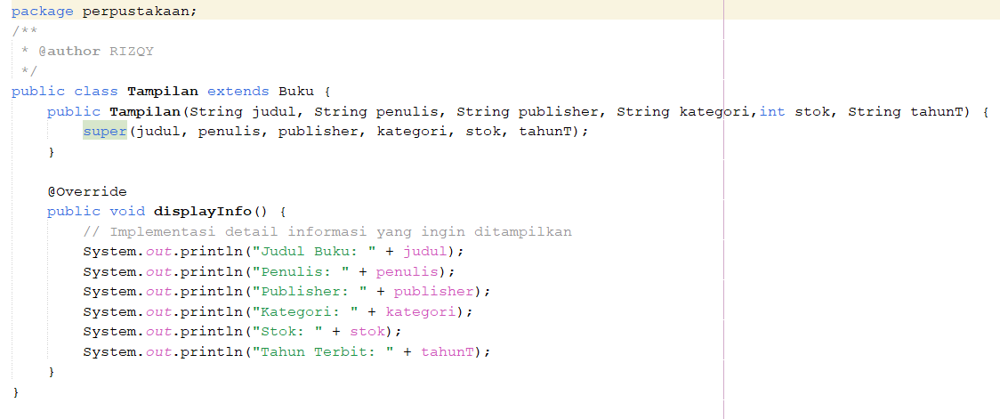 package perpustakaan;
/**
 * @author RIZQY
 */
public class Tampilan extends Buku {
    public Tampilan(String judul, String penulis, String publisher, String kategori,int stok, String tahunT) {
        super(judul, penulis, publisher, kategori, stok, tahunT);
    }

    @Override
    public void displayInfo() {
        // Implementasi detail informasi yang ingin ditampilkan
        System.out.println("Judul Buku: " + judul);
        System.out.println("Penulis: " + penulis);
        System.out.println("Publisher: " + publisher);
        System.out.println("Kategori: " + kategori);
        System.out.println("Stok: " + stok);
        System.out.println("Tahun Terbit: " + tahunT);
    }
}